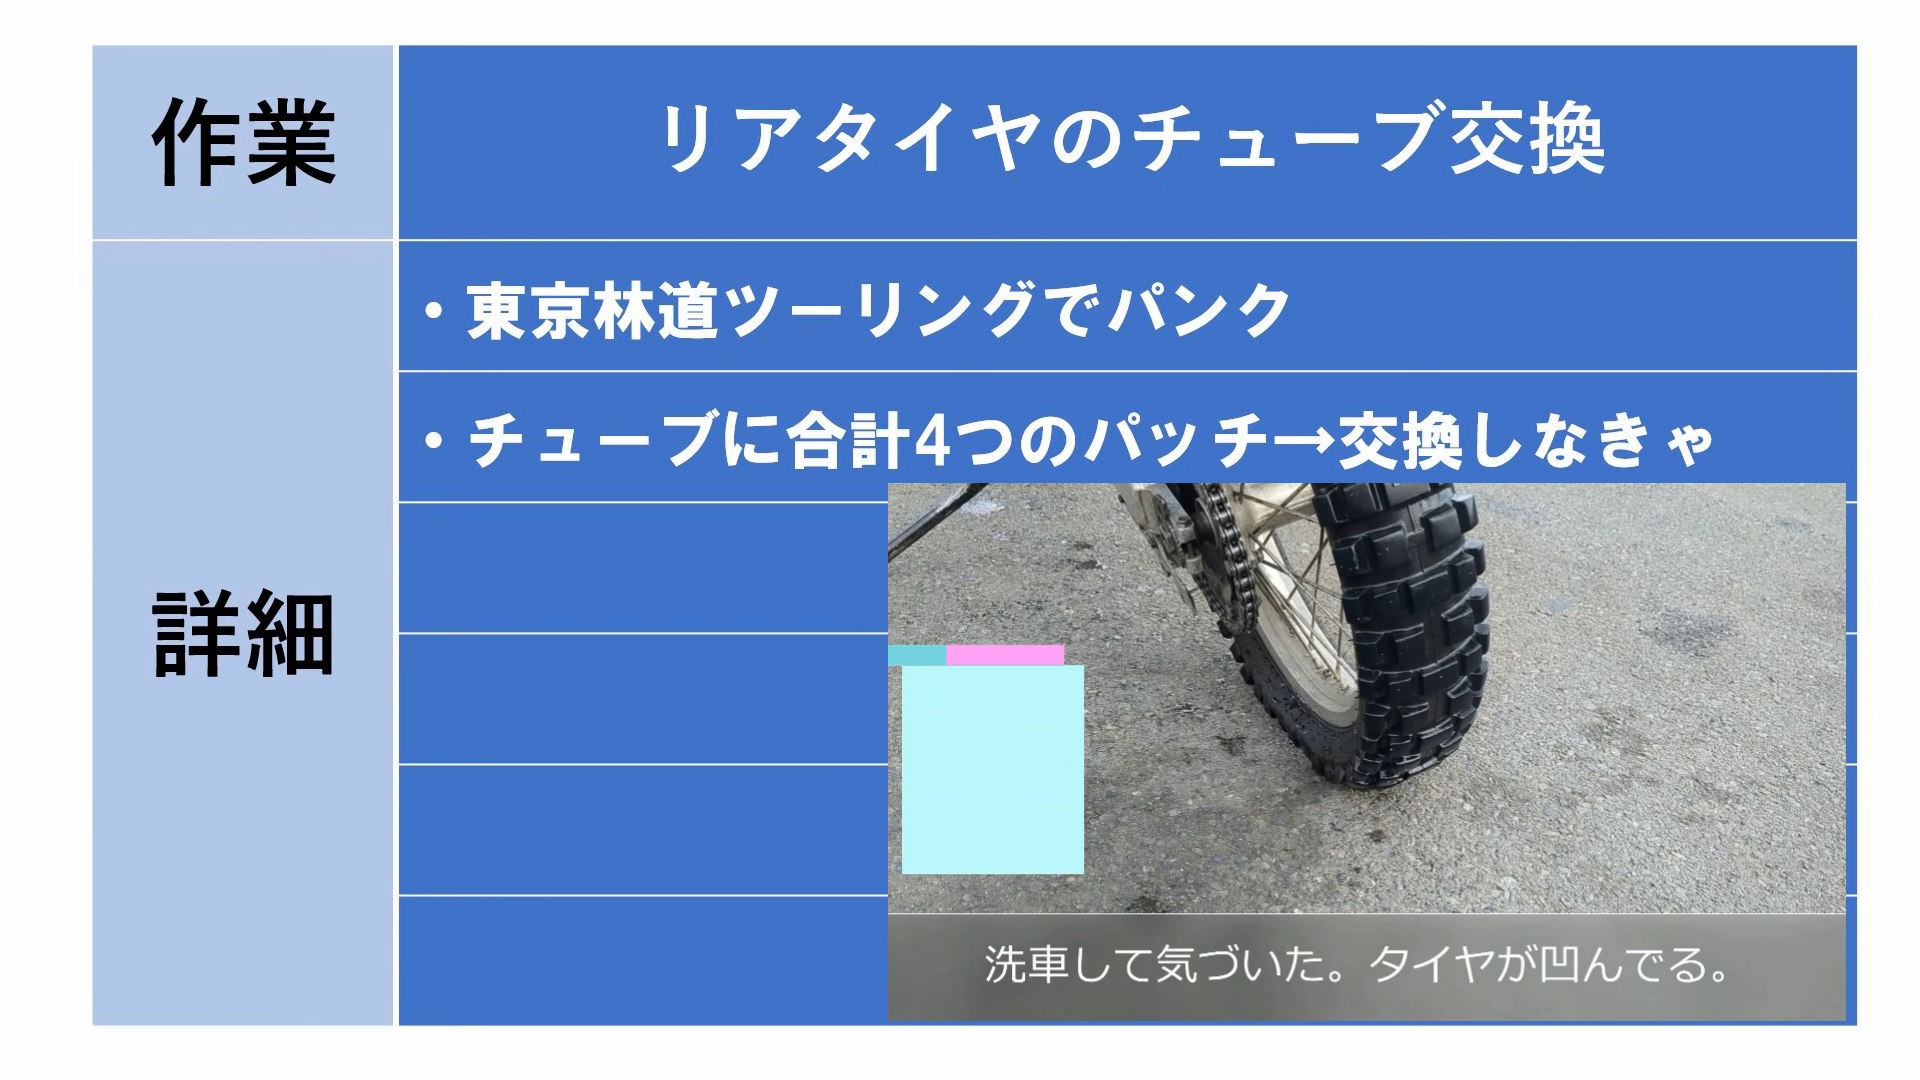 作業
リアタイヤのチューブ交換
詳細
・東京林道ツーリングでパンク
・チューブに合計4つのパッチ→交換しなきゃ
洗車して気づいた。タイヤが凹んでる。